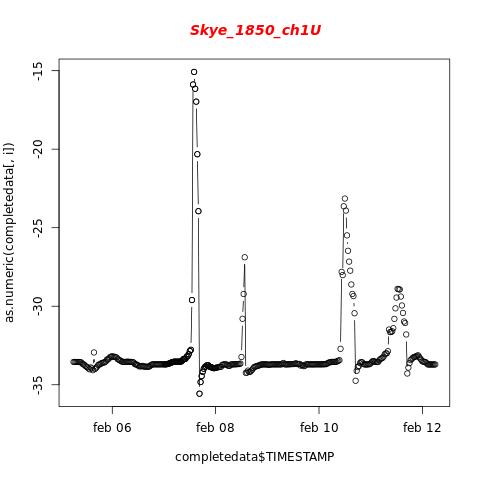 Skye_1850_ch1U
as.numeric(completedata[, i])
-15
-20
-25
-30
-35
feb 06
feb 08
feb 10
feb 12
completedata$TIMESTAMP